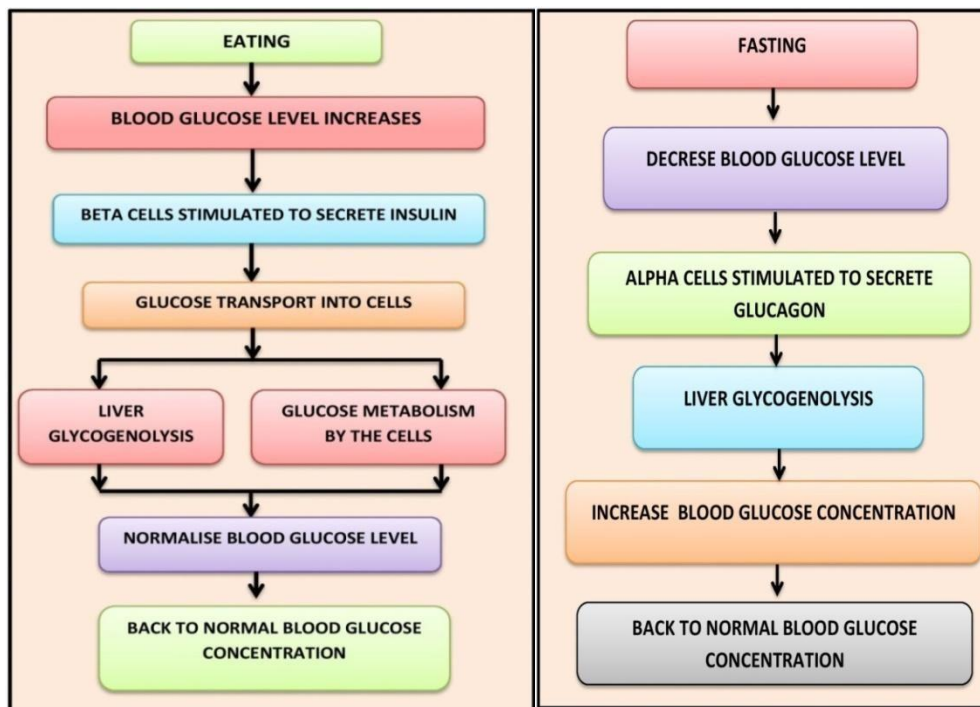 EATING
BLOOD GLUCOSE LEVEL INCREASES
BETA CELLS STIMULATED TO SECRETE INSULIN
GLUCOSE TRANSPORT INTO CELLS
LIVER
GLYCOGENOLYSIS
GLUCOSE METABOLISM
BY THE CELLS
NORMALISE BLOOD GLUCOSE LEVEL
BACK TO NORMAL BLOOD GLUCOSE
CONCENTRATION
FASTING
DECRESE BLOOD GLUCOSE LEVEL
ALPHA CELLS STIMULATED TO SECRETE
GLUCAGON
LIVER GLYCOGENOLYSIS
INCREASE BLOOD GLUCOSE CONCENTRATION
BACK TO NORMAL BLOOD GLUCOSE
CONCENTRATION